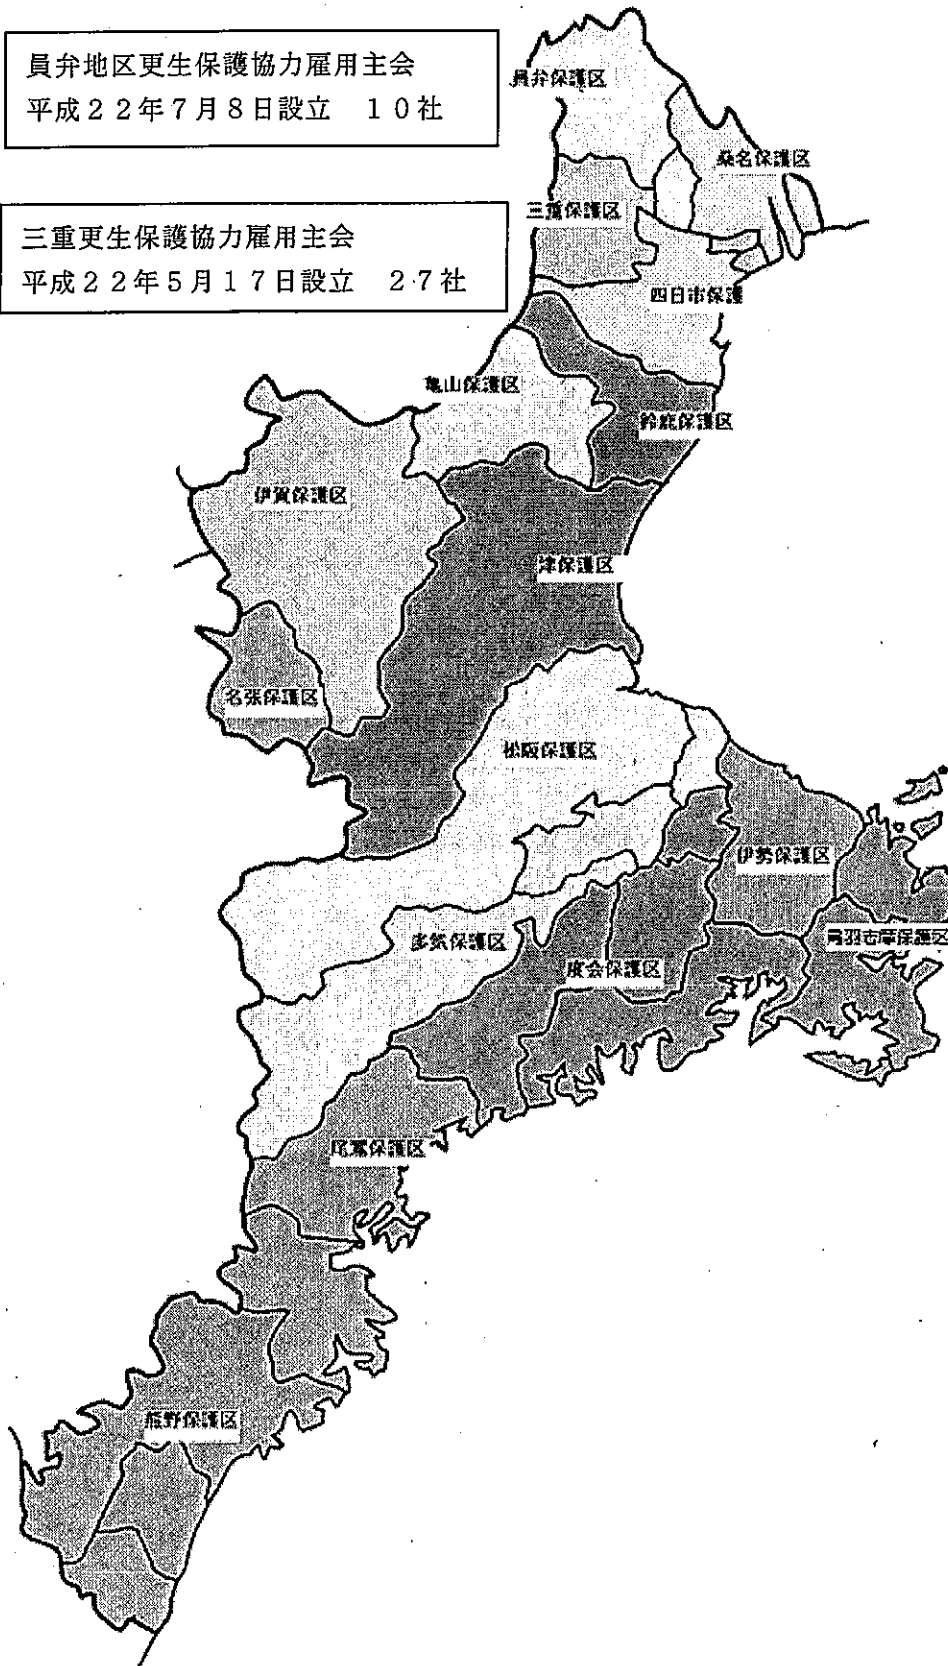 員弁地区更生保護協力雇用主会
平成22年7月8日設立 10社
三重更生保護協力雇用主会
平成22年5月17日設立 27社
員弁保護区
桑名保護区
三重保護区
四日市保護
亀山保護区
鈴鹿保護区
伊賀保護区
津保護区
名張保護区
松阪保護区
伊勢保護区
多気保護区
鳥羽志摩保護区
度会保護区
尾鷲保護区
熊野保護区